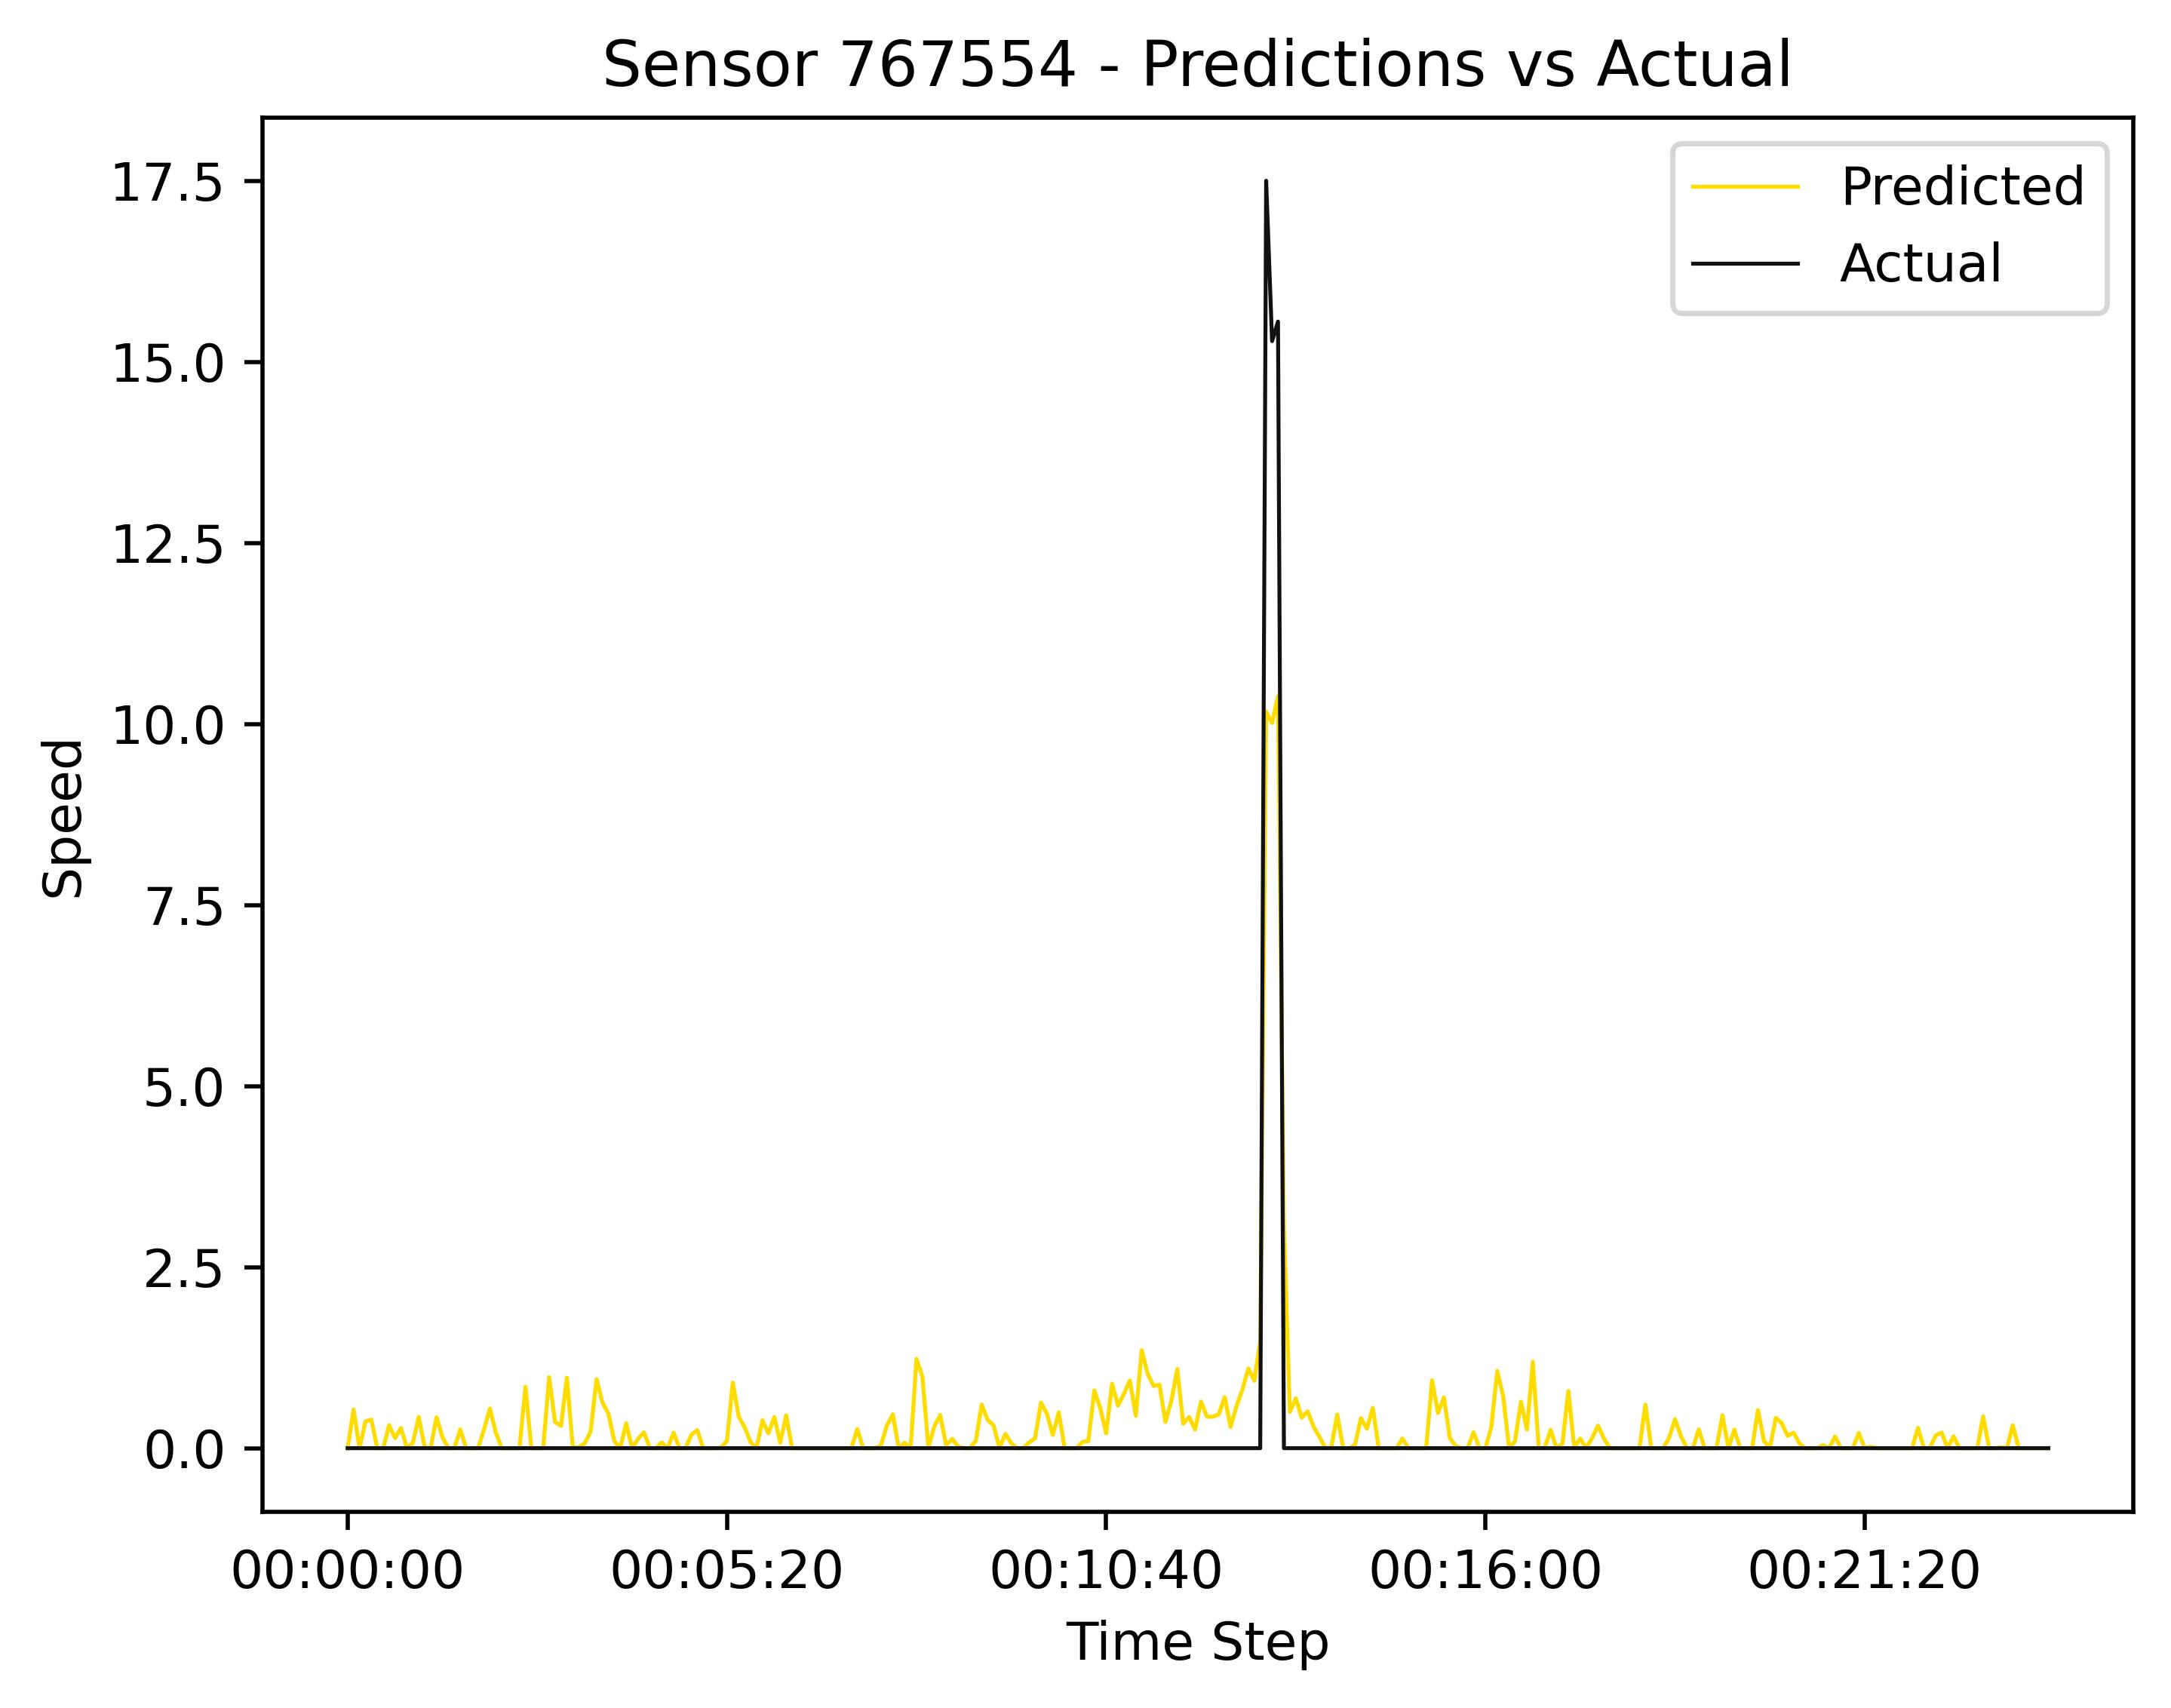 Sensor 767554 - Predictions vs Actual
Predicted
Actual
17.5
15.0
12.5
10.0
7.5
5.0
2.5
0.0
Speed
00:00:00 00:05:20 00:10:40 00:16:00 00:21:20
Time Step